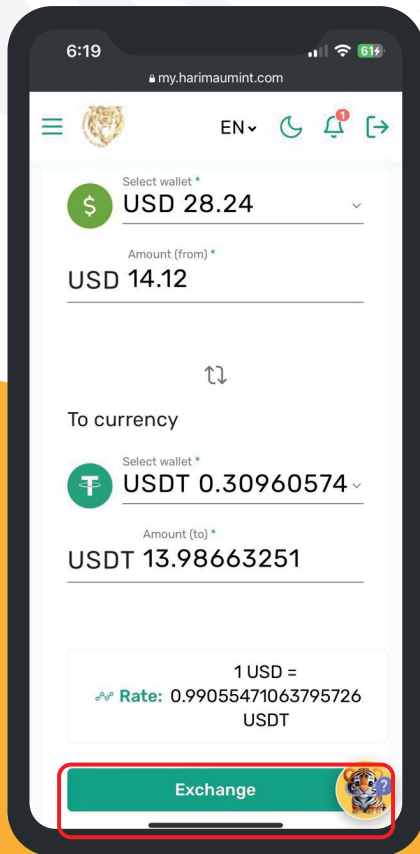 6:19
61
my.harimaumint.com
EN
1
Select wallet *
USD 28.24
$
Amount (from) *
USD 14.12
To currency
Select wallet *
USDT 0.30960574
Amount (to) *
USDT 13.98663251
1 USD =
Rate: 0.99055471063795726
USDT
Exchange
?